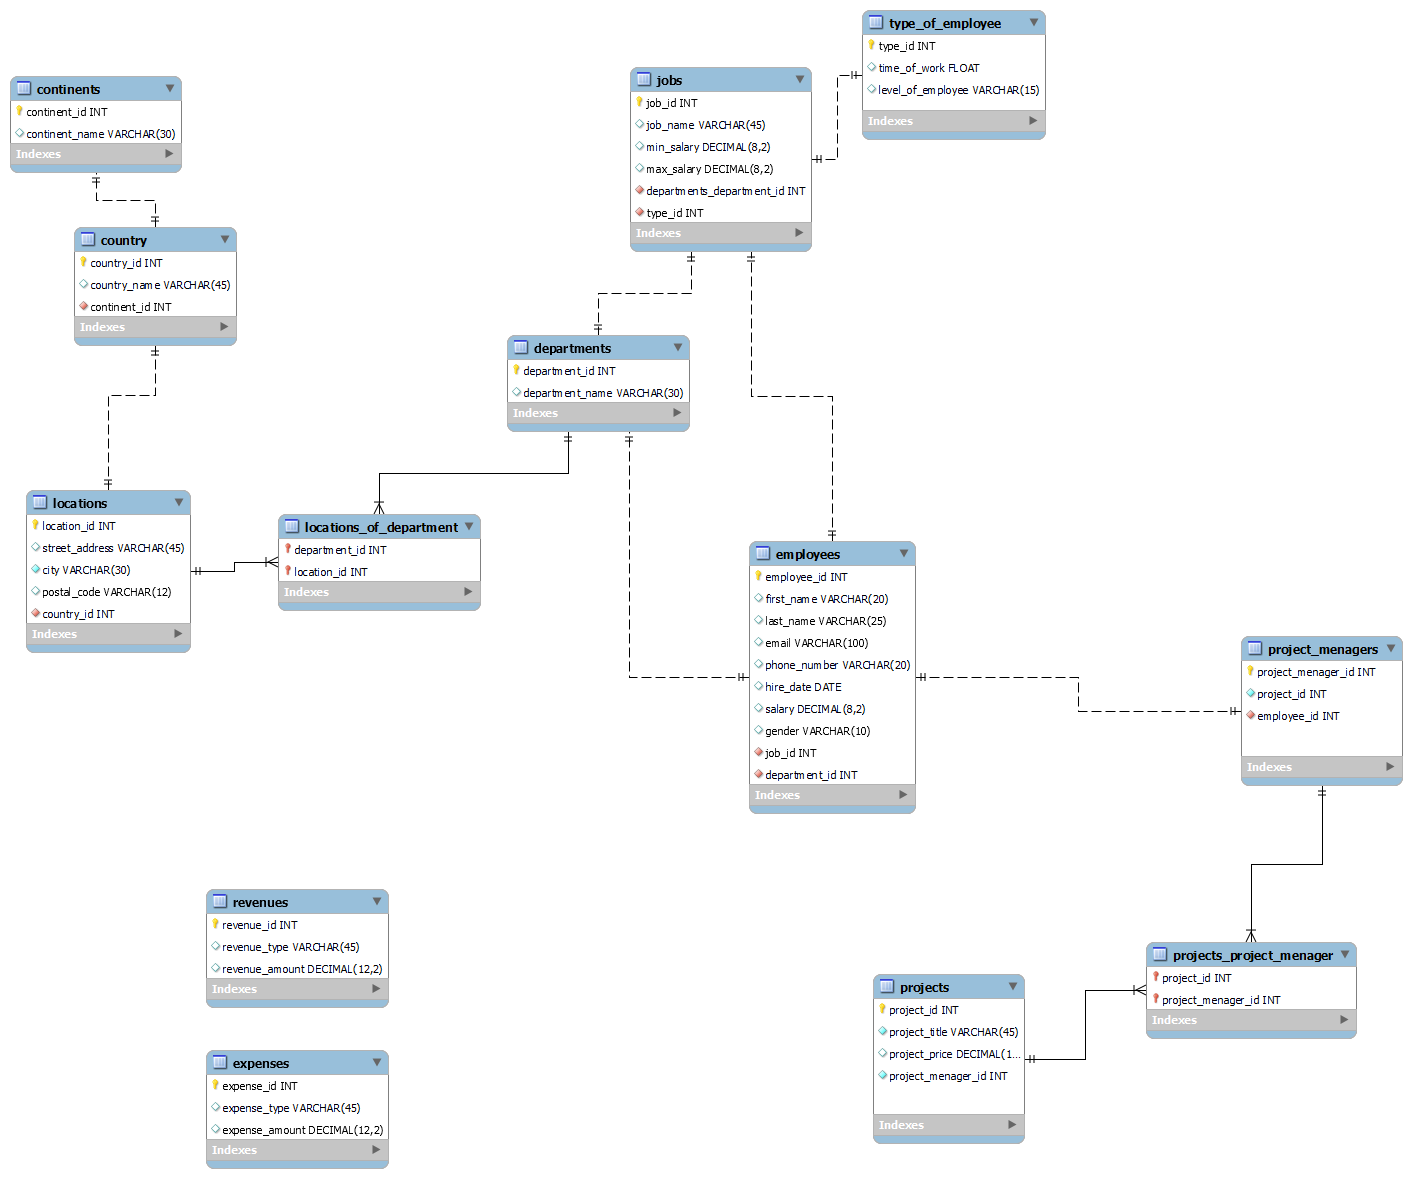 type_of_employee
type_id INT
time_of_work FLOAT
level_of_employee VARCHAR(15)
Indexes
continents
continent_id INT
continent_name VARCHAR(30)
Indexes
jobs
job_id INT
job_name VARCHAR(45)
min_salary DECIMAL(8,2)
max_salary DECIMAL(8,2)
departments_department_id INT
type_id INT
Indexes
country
country_id INT
country_name VARCHAR(45)
continent_id INT
Indexes
departments
department_id INT
department_name VARCHAR(30)
Indexes
locations
location_id INT
street_address VARCHAR(45)
city VARCHAR(30)
postal_code VARCHAR(12)
country_id INT
Indexes
locations_of_department
department_id INT
location_id INT
Indexes
employees
employee_id INT
first_name VARCHAR(20)
last_name VARCHAR(25)
email VARCHAR(100)
phone_number VARCHAR(20)
hire_date DATE
salary DECIMAL(8,2)
gender VARCHAR(10)
job_id INT
department_id INT
Indexes
project_menagers
project_menager_id INT
project_id INT
employee_id INT
Indexes
revenues
revenue_id INT
revenue_type VARCHAR(45)
revenue_amount DECIMAL(12,2)
Indexes
projects_project_menager
project_id INT
project_menager_id INT
Indexes
projects
project_id INT
project_title VARCHAR(45)
project_price DECIMAL(1...
project_menager_id INT
Indexes
expenses
expense_id INT
expense_type VARCHAR(45)
expense_amount DECIMAL(12,2)
Indexes